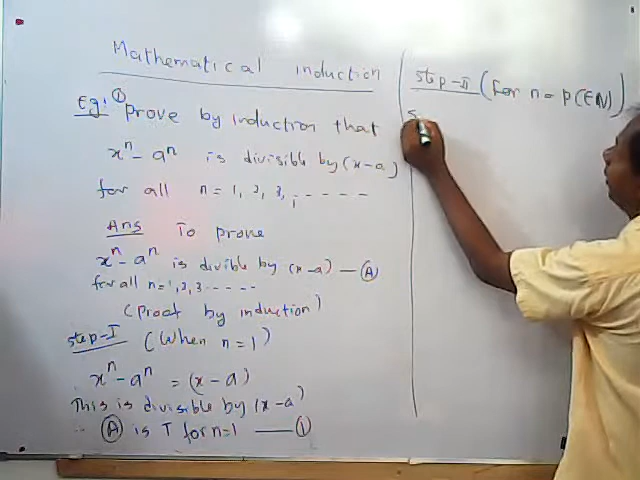 Mathematical induction
Eg: ① Prove by induction that
xⁿ - aⁿ is divisible by (x-a)
for all n = 1, 2, 3, ; - - - - -
Ans To prove
xⁿ - aⁿ is divible by (x-a) — Ⓐ
for all n=1,2,3 - - - - -
(Proof by induction)
Step-I (When n=1)
xⁿ - aⁿ = (x-a)
This is divisible by (x-a)
∴ Ⓐ is T for n=1 —— ①
Step-II (For n = P(∈N)
S